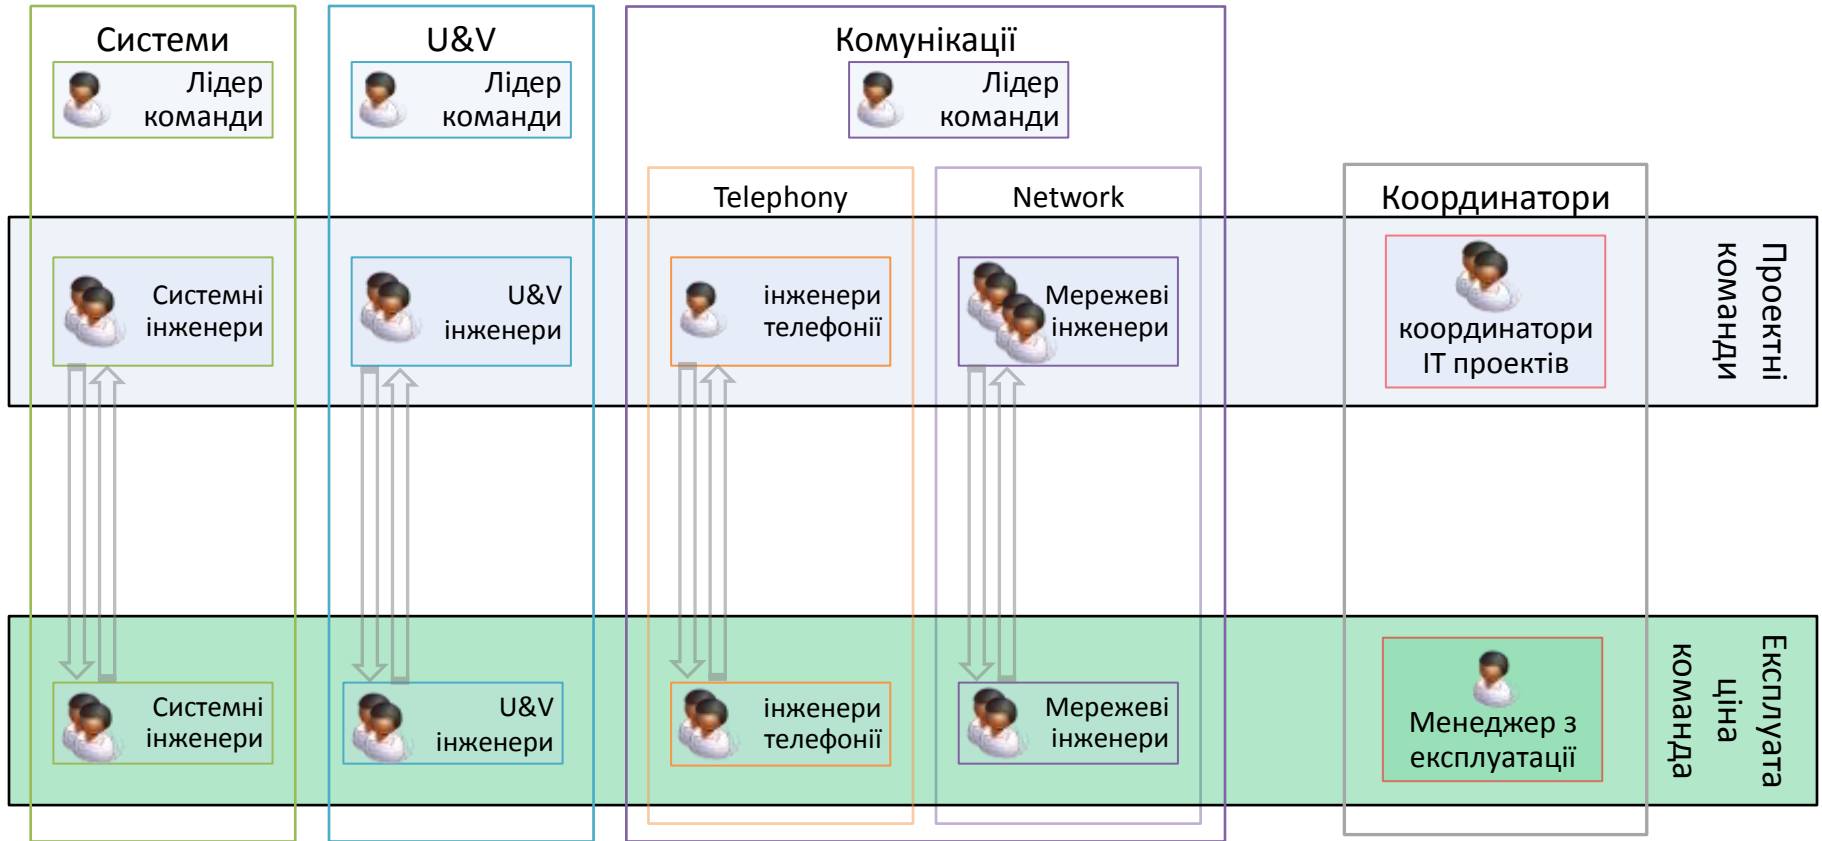 Системи
Лідер
команди
U&V
Лідер
команди
Комунікації
Лідер
команди
Telephony
Network
Координатори
Системні
інженери
U&V
інженери
інженери
телефонії
Мережеві
інженери
координатори
ІТ проектів
Проектні
команди
Системні
інженери
U&V
інженери
інженери
телефонії
Мережеві
інженери
Менеджер з
експлуатації
Експлуата
ціна
команда